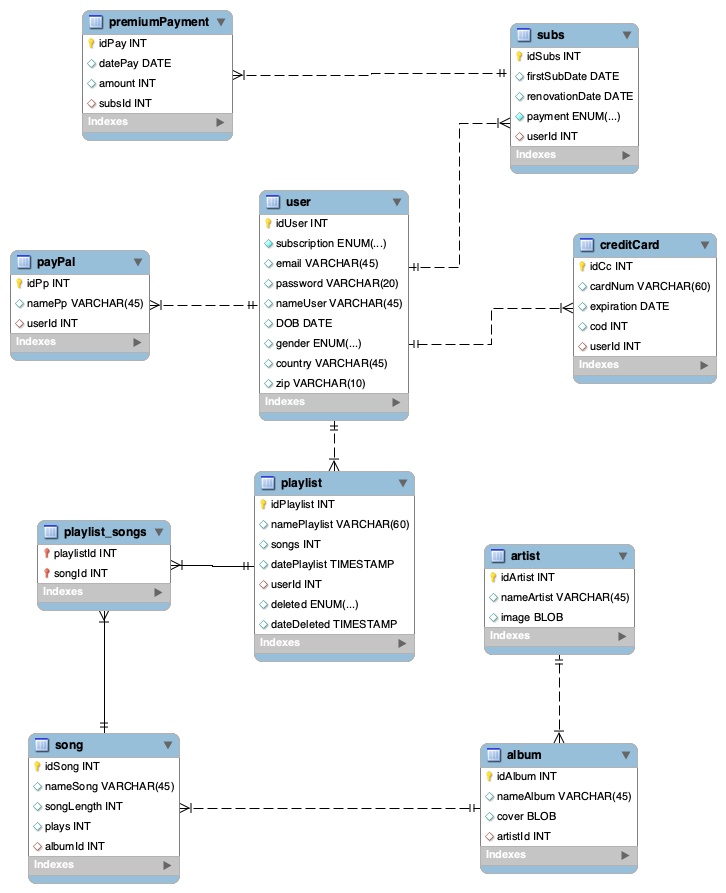 premiumPayment
idPay INT
datePay DATE
amount INT
subsId INT
Indexes
subs
idSubs INT
firstSubDate DATE
renovationDate DATE
payment ENUM(...)
userId INT
Indexes
user
idUser INT
subscription ENUM(...)
email VARCHAR(45)
password VARCHAR(20)
nameUser VARCHAR(45)
DOB DATE
gender ENUM(...)
country VARCHAR(45)
zip VARCHAR(10)
Indexes
payPal
idPp INT
namePp VARCHAR(45)
userId INT
Indexes
creditCard
idCc INT
cardNum VARCHAR(60)
expiration DATE
cod INT
userId INT
Indexes
playlist
idPlaylist INT
namePlaylist VARCHAR(60)
songs INT
datePlaylist TIMESTAMP
userId INT
deleted ENUM(...)
dateDeleted TIMESTAMP
Indexes
playlist_songs
playlistId INT
songId INT
Indexes
artist
idArtist INT
nameArtist VARCHAR(45)
image BLOB
Indexes
song
idSong INT
nameSong VARCHAR(45)
songLength INT
plays INT
albumId INT
Indexes
album
idAlbum INT
nameAlbum VARCHAR(45)
cover BLOB
artistId INT
Indexes